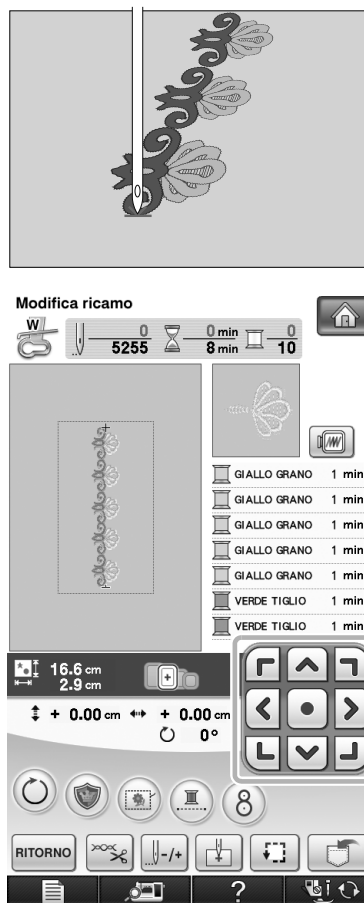 Modifica ricamo
W
0 0 min 0
5255 8 min 10
GIALLO GRANO 1 min
GIALLO GRANO 1 min
GIALLO GRANO 1 min
GIALLO GRANO 1 min
GIALLO GRANO 1 min
VERDE TIGLIO 1 min
VERDE TIGLIO 1 min
16.6 cm
2.9 cm
+ 0.00 cm + 0.00 cm
0°
8
RITORNO -/+
?